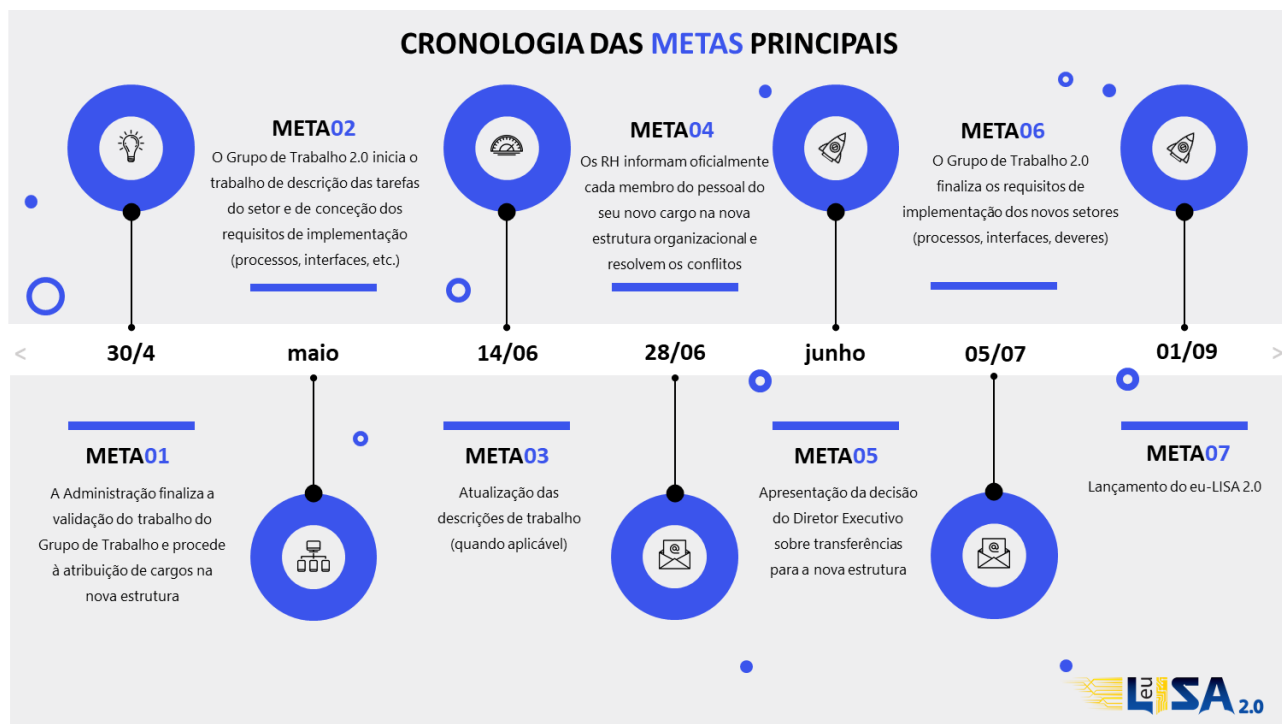 CRONOLOGIA DAS METAS PRINCIPAIS
META02
O Grupo de Trabalho 2.0 inicia o
trabalho de descrição das tarefas
do setor e de conceção dos
requisitos de implementação
(processos, interfaces, etc.)
META04
Os RH informam oficialmente
cada membro do pessoal do
seu novo cargo na nova
estrutura organizacional e
resolvem os conflitos
META06
O Grupo de Trabalho 2.0
finaliza os requisitos de
implementação dos novos setores
(processos, interfaces, deveres)
< 30/4 maio 14/06 28/06 junho 05/07 01/09 >
META01
A Administração finaliza a
validação do trabalho do
Grupo de Trabalho e procede
à atribuição de cargos na
nova estrutura
META03
Atualização das
descrições de trabalho
(quando aplicável)
META05
Apresentação da decisão
do Diretor Executivo
sobre transferências
para a nova estrutura
META07
Lançamento do eu-LISA 2.0
eu LISA 2.0